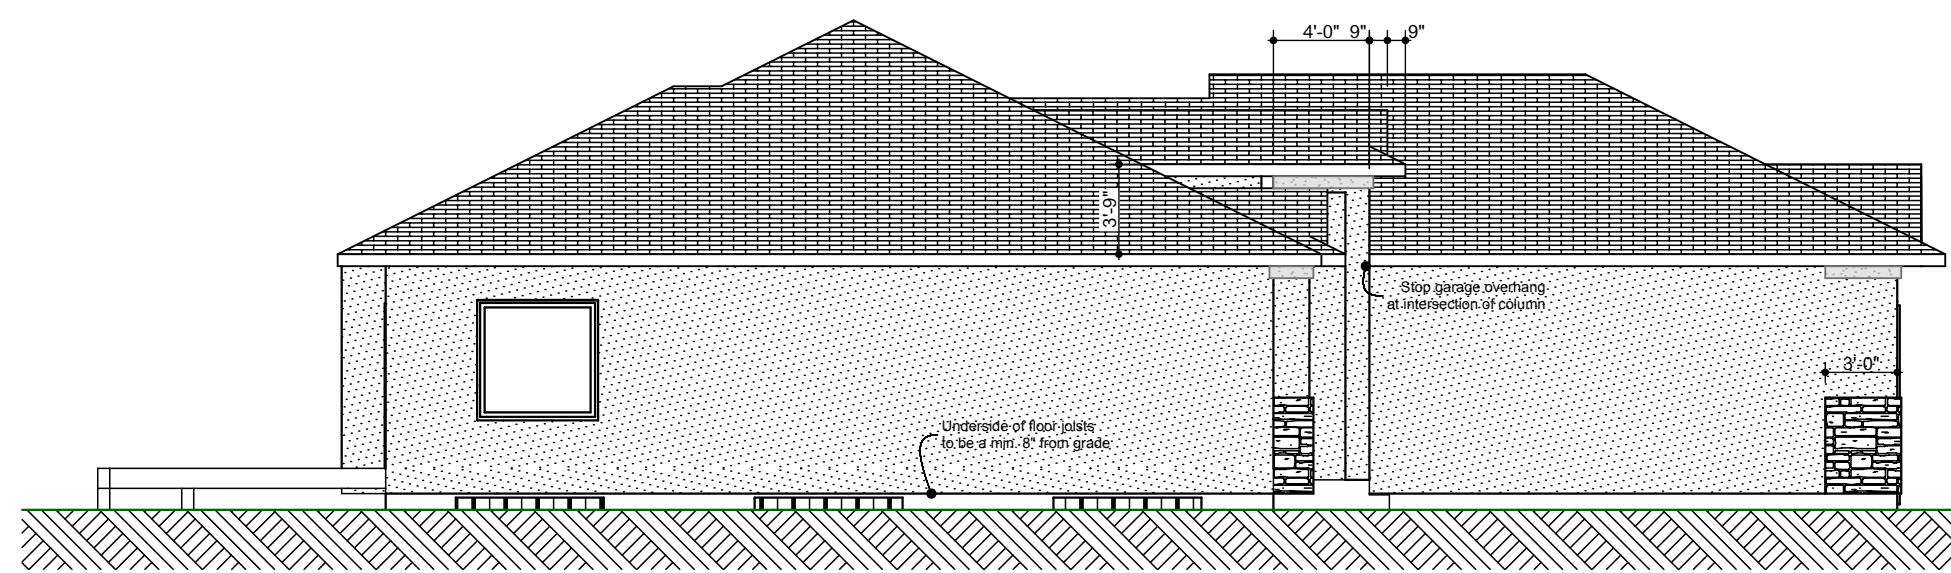 4'-0" 9" 9"
3'-9"
Stop garage overhang
at intersection of column
3'-0"
Underside of floor joists
to be a min. 8" from grade